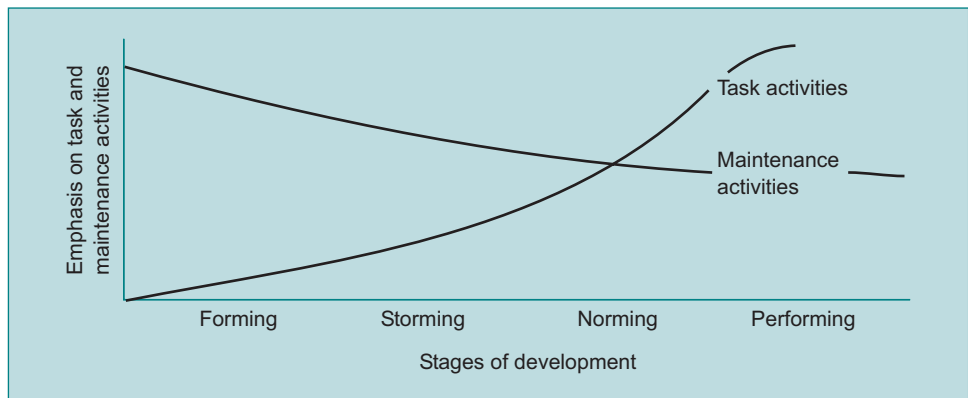 Emphasis on task and
maintenance activities
Task activities
Maintenance
activities
Forming
Storming
Norming
Performing
Stages of development